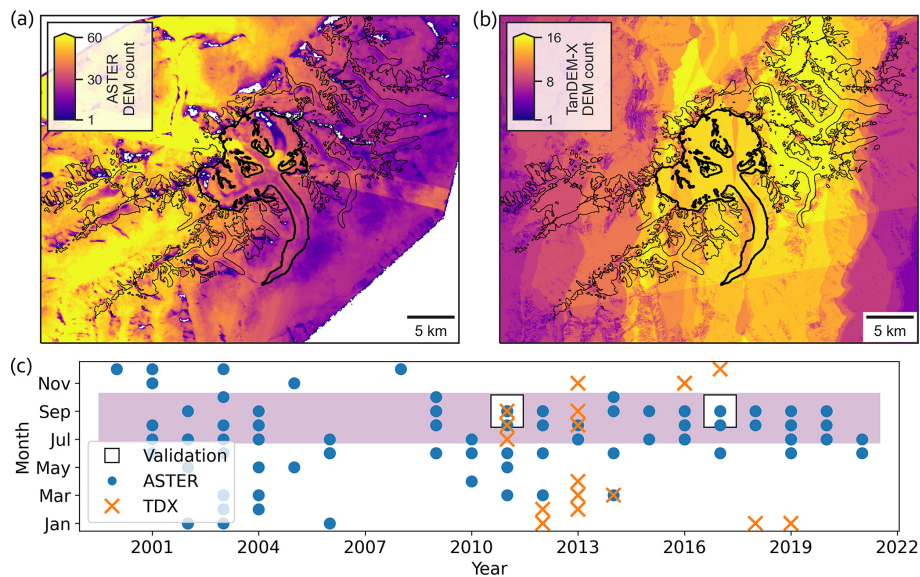 (a)
60
30
1
ASTER
DEM count
5 km
(b)
16
8
1
TanDEM-X
DEM count
5 km
(c)
Nov
Sep
Jul
May
Mar
Jan
Month
Validation
ASTER
TDX
2001 2004 2007 2010 2013 2016 2019 2022
Year